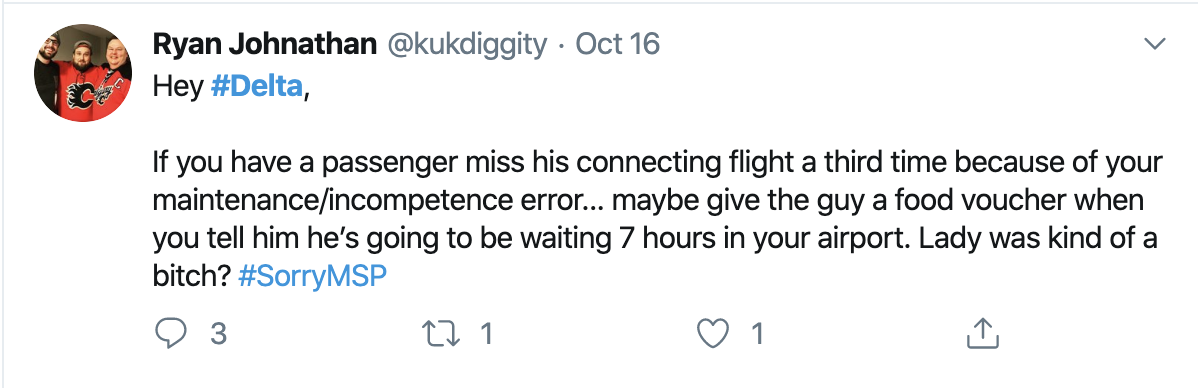 Ryan Johnathan @kukdiggity · Oct 16
Hey #Delta,
If you have a passenger miss his connecting flight a third time because of your
maintenance/incompetence error... maybe give the guy a food voucher when
you tell him he's going to be waiting 7 hours in your airport. Lady was kind of a
bitch? #SorryMSP
3 1 1